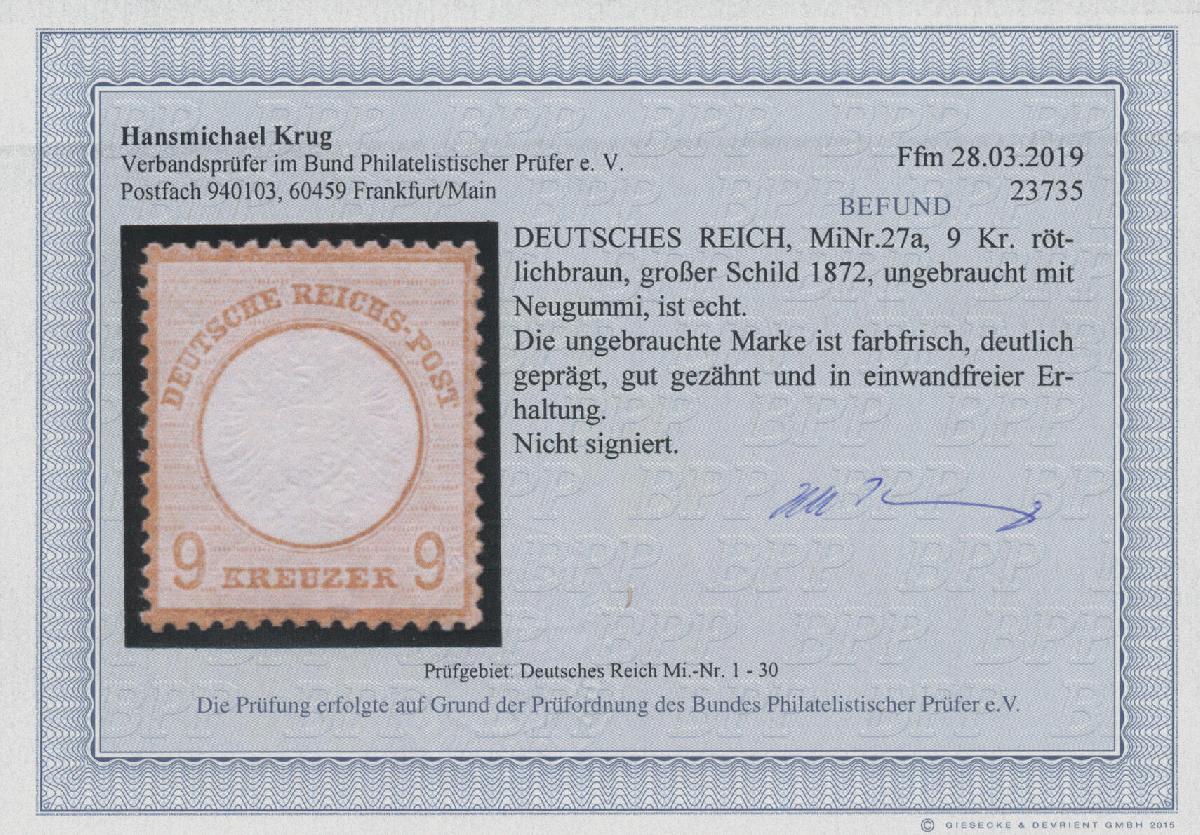 Hansmichael Krug
Verbandsprüfer im Bund Philatelistischer Prüfer e. V.
Postfach 940103, 60459 Frankfurt/Main
Ffm 28.03.2019
23735
BEFUND
DEUTSCHES REICH, MiNr.27a, 9 Kr. röt-
lichbraun, großer Schild 1872, ungebraucht mit
Neugummi, ist echt.
Die ungebrauchte Marke ist farbfrisch, deutlich
geprägt, gut gezähnt und in einwandfreier Er-
haltung.
Nicht signiert.
DEUTSCHE REICHS-POST
9 KREUZER 9
Prüfgebiet: Deutsches Reich Mi.-Nr. 1 - 30
Die Prüfung erfolgte auf Grund der Prüfordnung des Bundes Philatelistischer Prüfer e.V.
© GIESECKE & DEVRIENT GMBH 2015